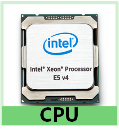 intel
Intel® Xeon® Processor
E5 v4
CPU